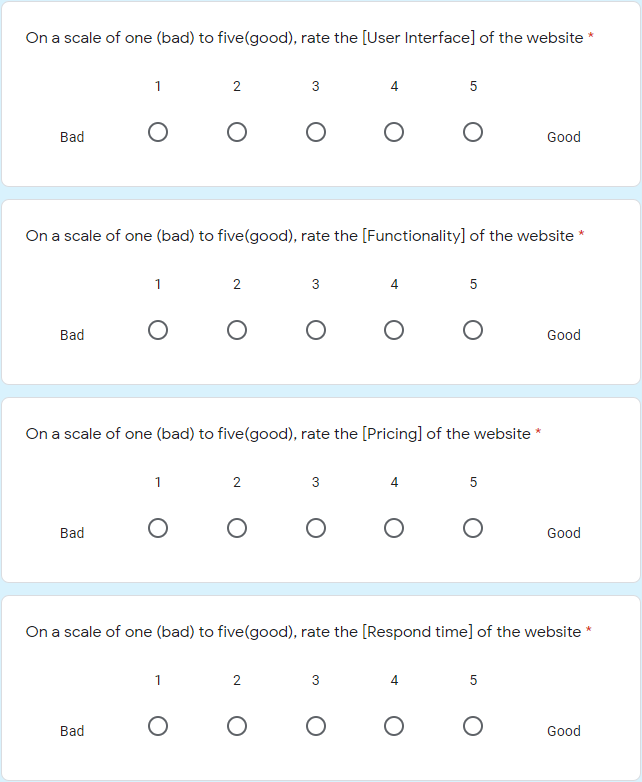 On a scale of one (bad) to five(good), rate the [User Interface] of the website *
1 2 3 4 5
Bad Good
On a scale of one (bad) to five(good), rate the [Functionality] of the website *
1 2 3 4 5
Bad Good
On a scale of one (bad) to five(good), rate the [Pricing] of the website *
1 2 3 4 5
Bad Good
On a scale of one (bad) to five(good), rate the [Respond time] of the website *
1 2 3 4 5
Bad Good